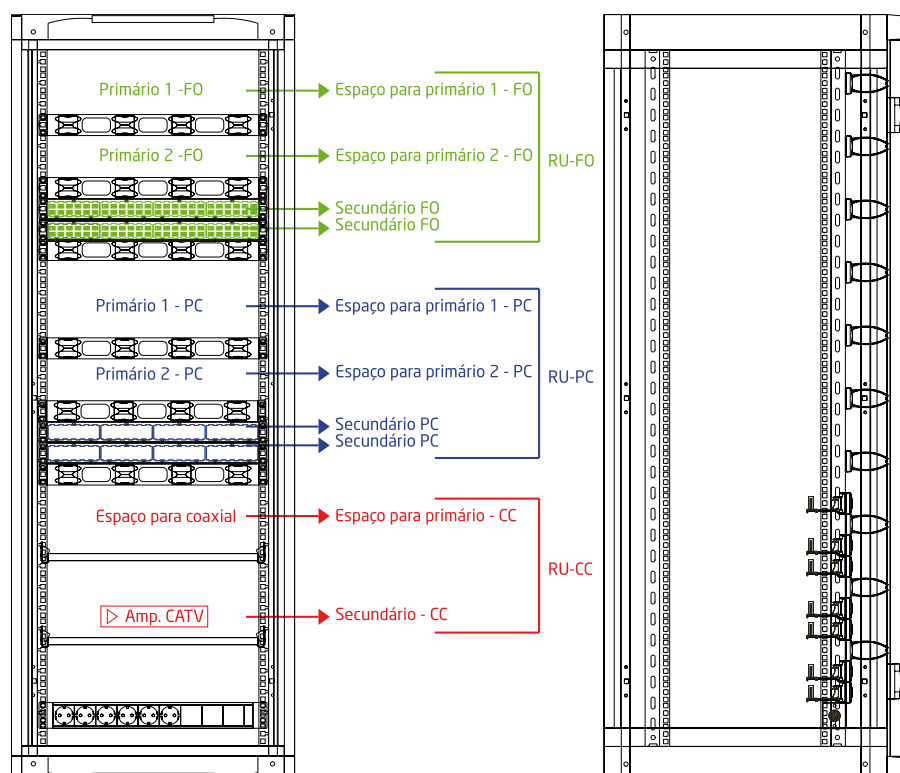 Primário 1 -FO
Espaço para primário 1 - FO
Primário 2 -FO
Espaço para primário 2 - FO
RU-FO
Secundário FO
Secundário FO
Primário 1 - PC
Espaço para primário 1 - PC
Primário 2 - PC
Espaço para primário 2 - PC
RU-PC
Secundário PC
Secundário PC
Espaço para coaxial
Espaço para primário - CC
RU-CC
Amp. CATV
Secundário - CC